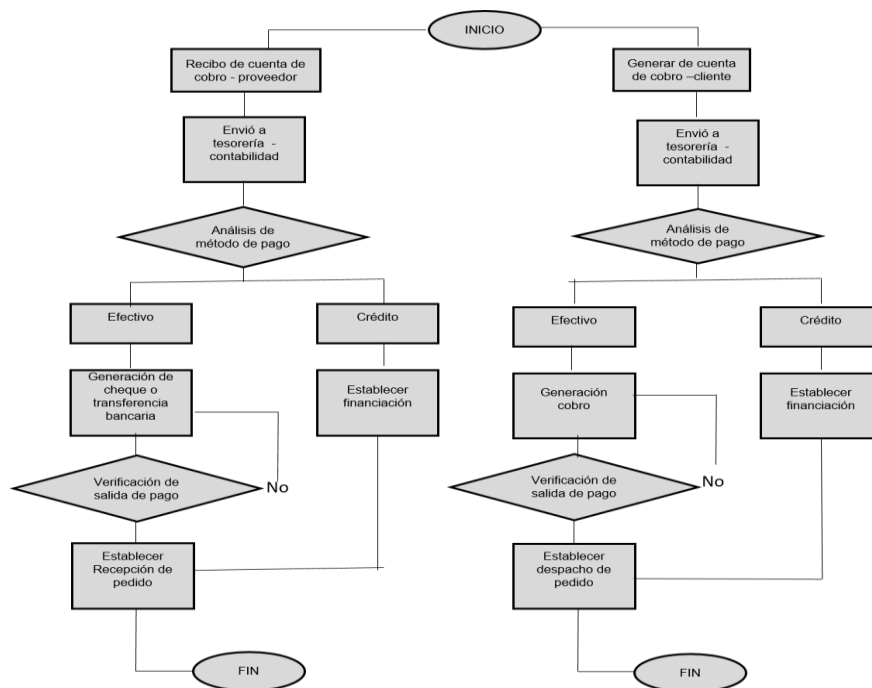 INICIO
Recibo de cuenta de
cobro - proveedor
Envió a
tesorería -
contabilidad
Análisis de
método de pago
Efectivo
Crédito
Generación de
cheque o
transferencia
bancaria
Establecer
financiación
Verificación de
salida de pago
No
Establecer
Recepción de
pedido
FIN
Generar de cuenta
de cobro –cliente
Envió a
tesorería -
contabilidad
Análisis de
método de pago
Efectivo
Crédito
Generación
cobro
Establecer
financiación
Verificación de
salida de pago
No
Establecer
despacho de
pedido
FIN